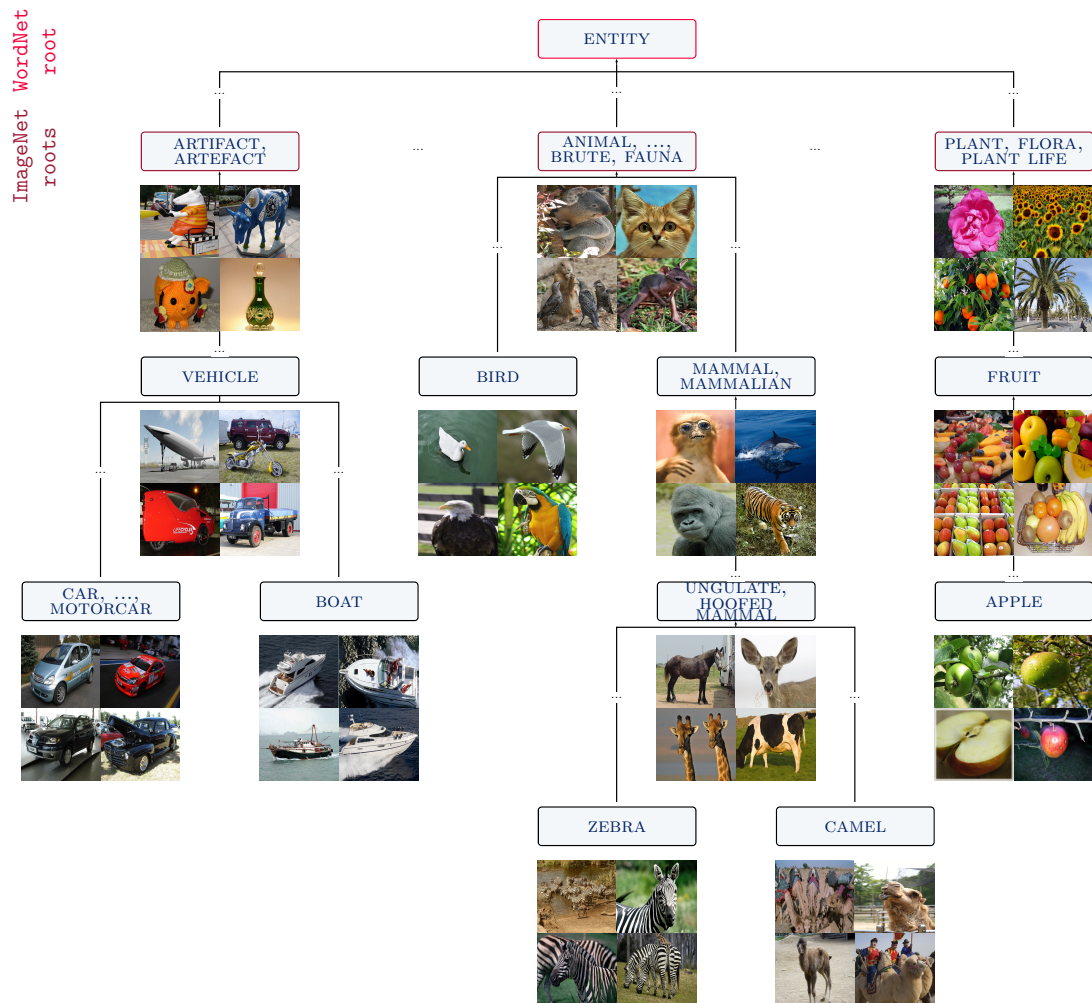 WordNet
root
ENTITY
...
...
...
ImageNet
roots
ARTIFACT,
ARTEFACT
...
ANIMAL, ...,
BRUTE, FAUNA
...
PLANT, FLORA,
PLANT LIFE
...
...
...
...
VEHICLE
BIRD
MAMMAL,
MAMMALIAN
FRUIT
...
...
...
...
CAR, ...,
MOTORCAR
BOAT
UNGULATE,
HOOFED
MAMMAL
APPLE
...
...
ZEBRA
CAMEL